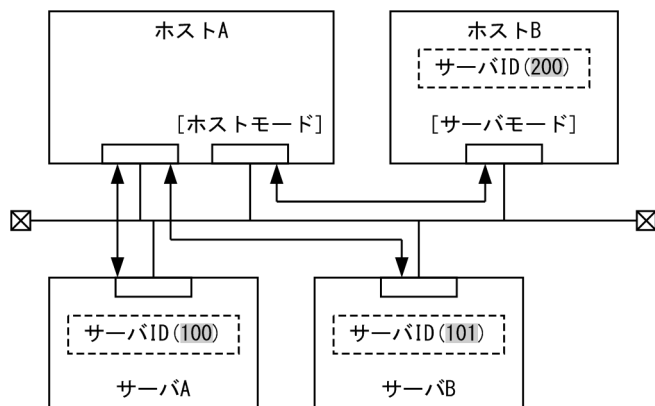 ホストA
ホストB
サーバID(200)
[ホストモード]
[サーバモード]
サーバID(100)
サーバID(101)
サーバA
サーバB